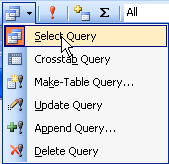 All
Select Query
Crosstab Query
Make-Table Query...
Update Query
Append Query...
Delete Query